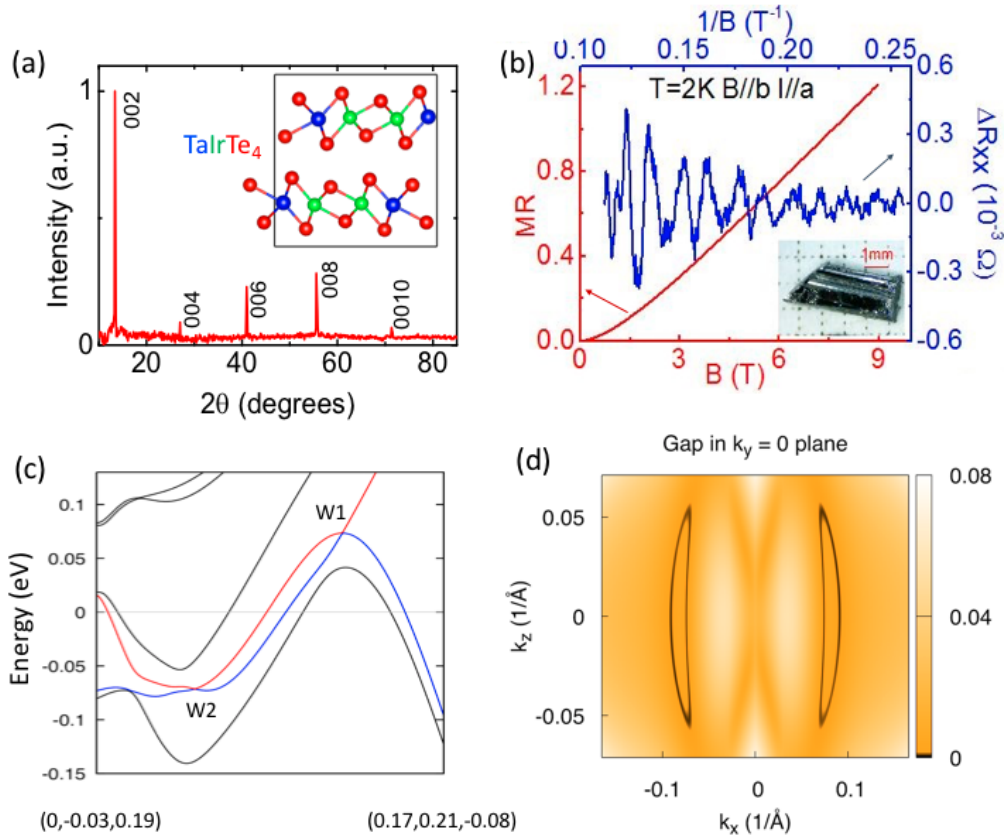 (a)
Intensity (a.u.)
1
0
002
004
006
008
0010
TaIrTe4
20 40 60 80
2θ (degrees)
(b)
1/B (T⁻¹)
0.10 0.15 0.20 0.25
T=2K B//b I//a
MR
1.2
0.8
0.4
0.0
0 3 6 9
B (T)
0.6
0.3
0.0
-0.3
-0.6
ΔRxx (10⁻³ Ω)
1mm
(c)
Energy (eV)
0.1
0.05
0
-0.05
-0.1
-0.15
W1
W2
(0,-0.03,0.19) (0.17,0.21,-0.08)
(d)
Gap in ky = 0 plane
kz (1/Å)
0.05
0
-0.05
-0.1 0 0.1
kx (1/Å)
0.08
0.04
0